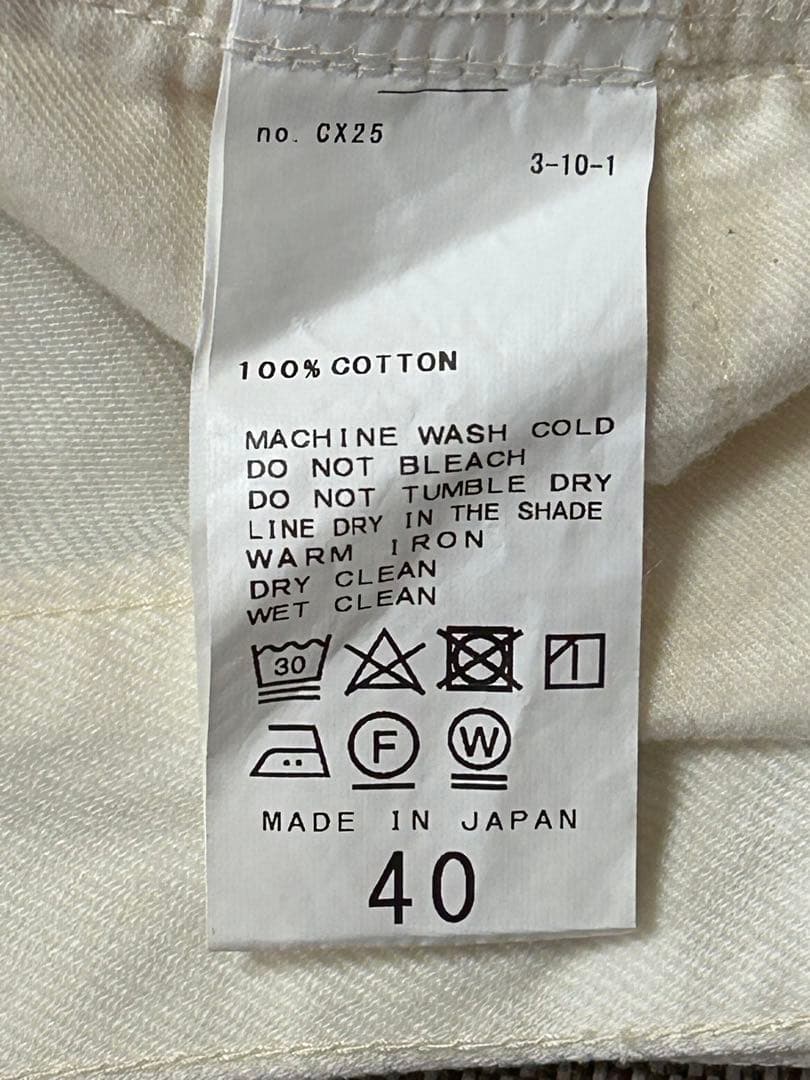 no. CX25
3-10-1
100% COTTON
MACHINE WASH COLD
DO NOT BLEACH
DO NOT TUMBLE DRY
LINE DRY IN THE SHADE
WARM IRON
DRY CLEAN
WET CLEAN
30
F W
MADE IN JAPAN
40